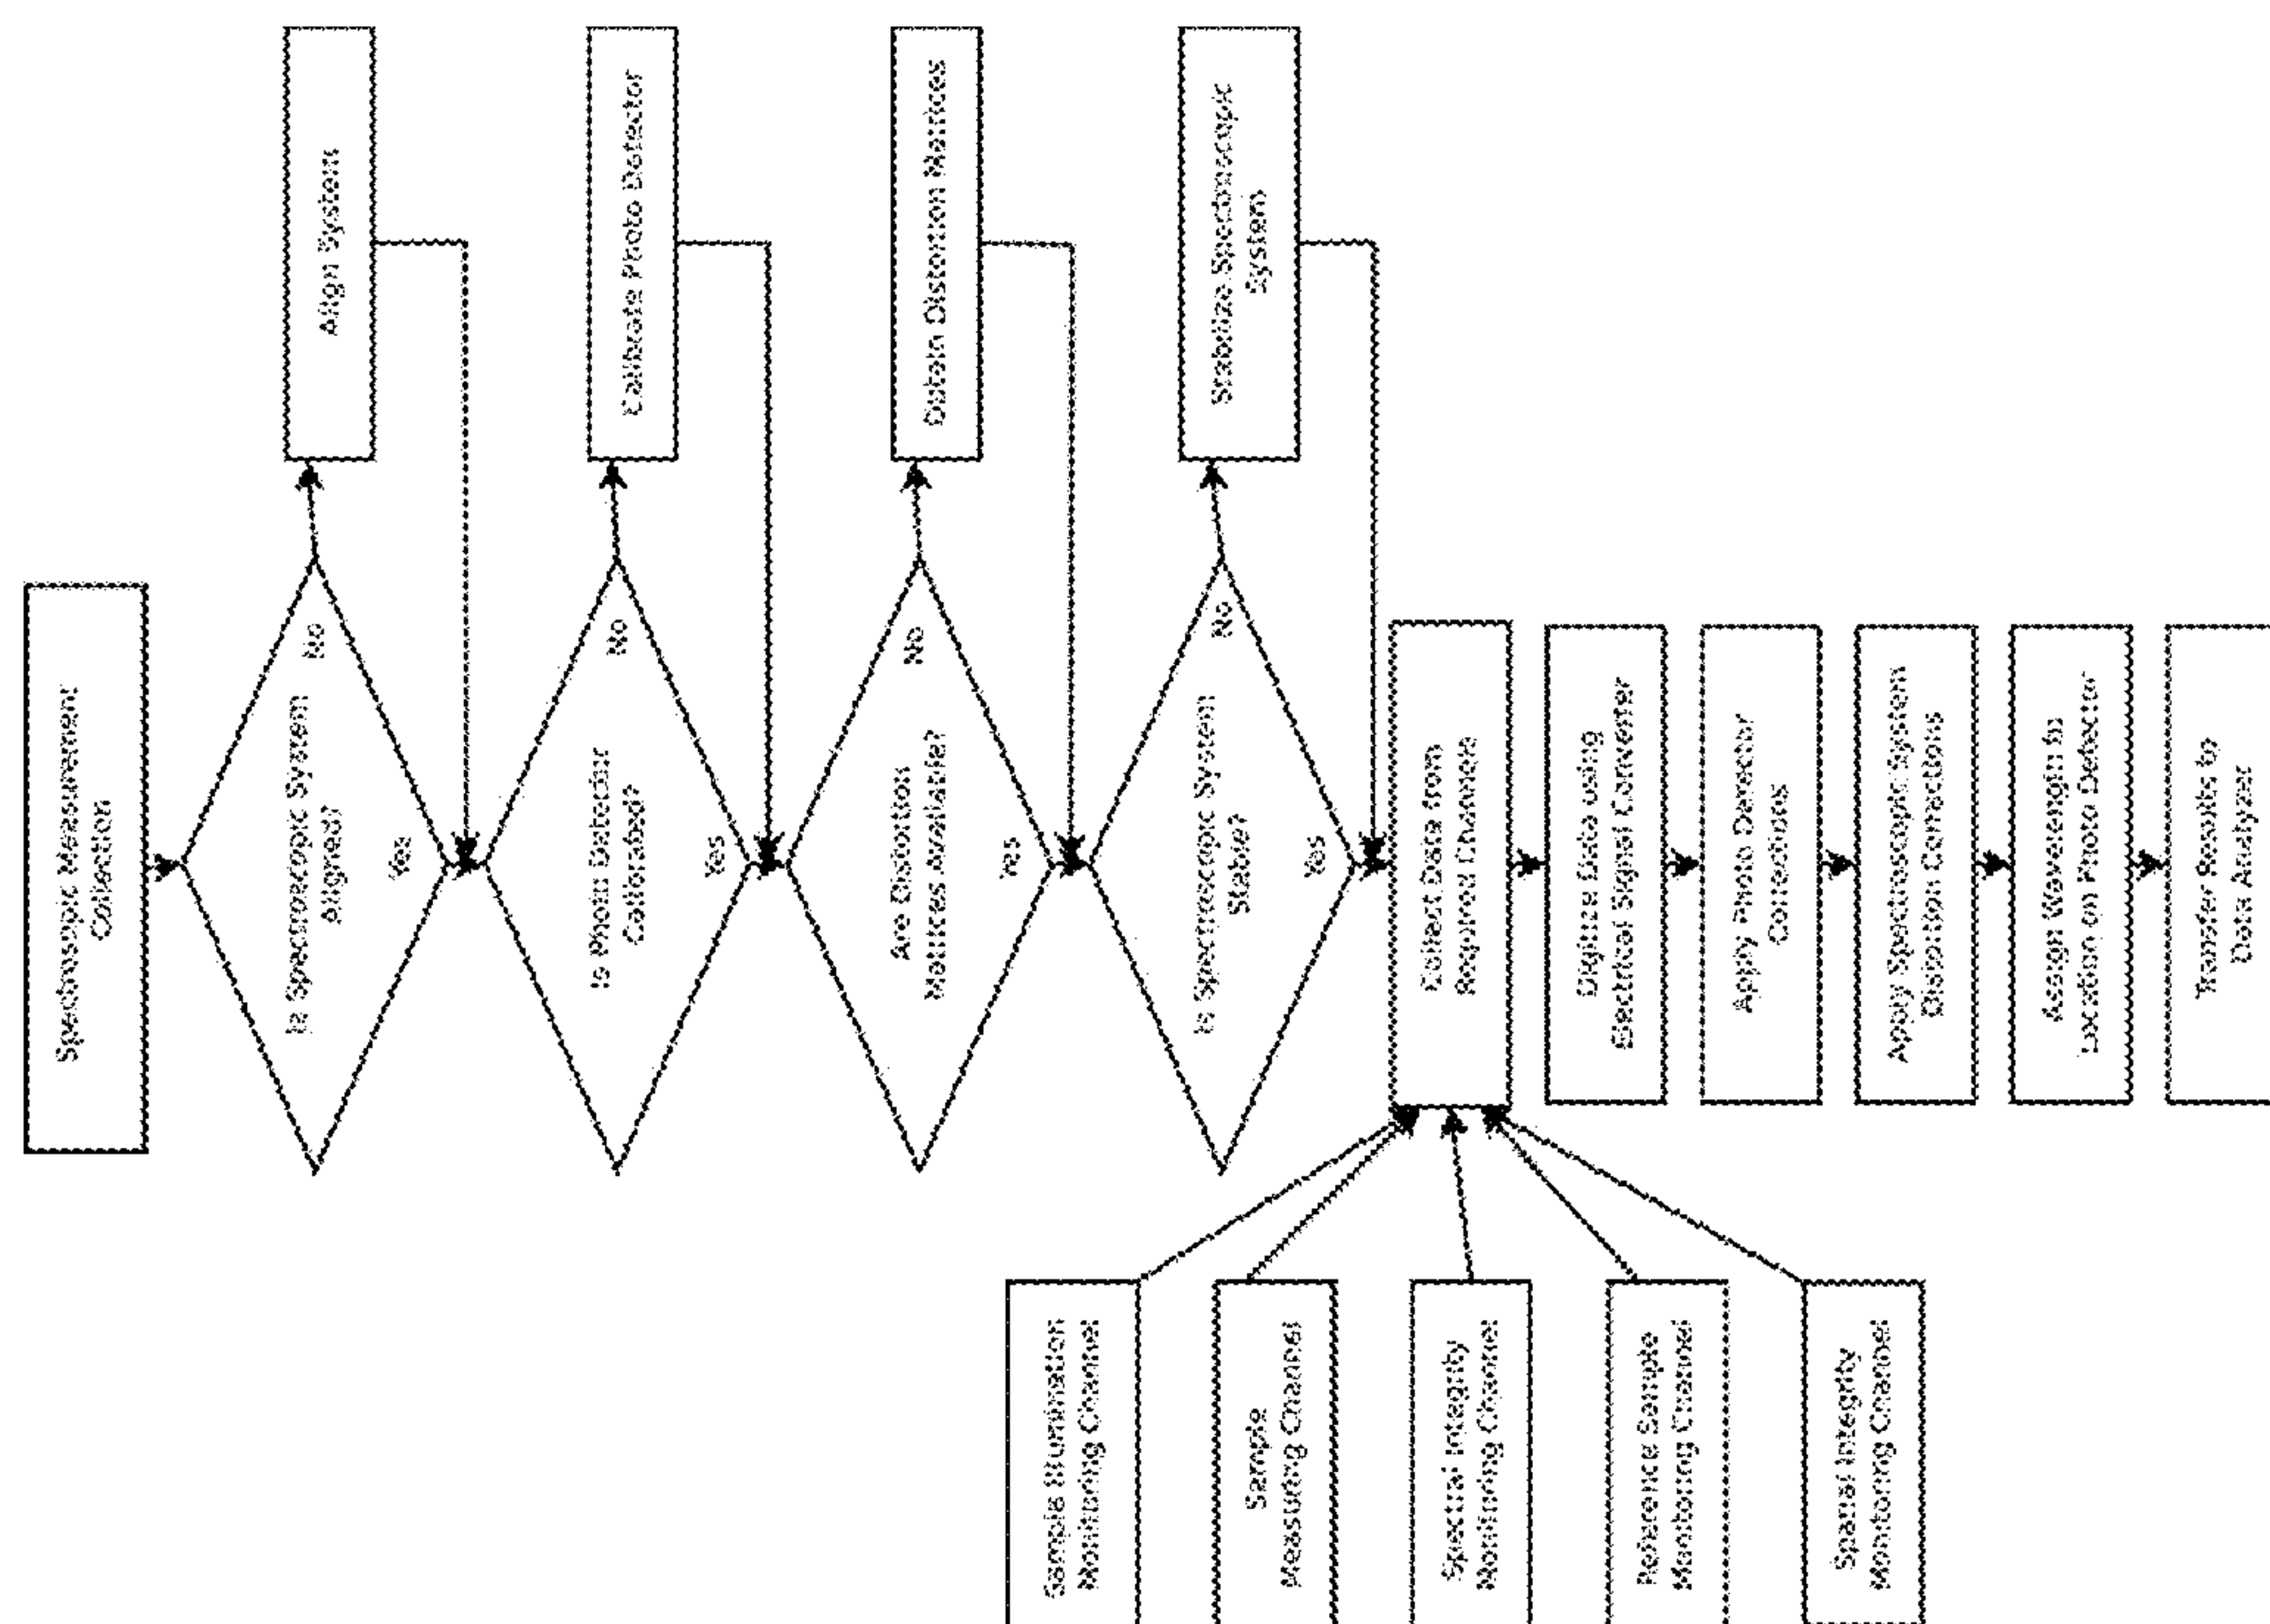 Spectroscopic Measurement
Collection
Is Spectroscopic System
Aligned?
No
Yes
Align System
Is Photo Detector
Calibrated?
No
Yes
Calibrate Photo Detector
Are Distortion
Matrices Available?
No
Yes
Obtain Distortion Matrices
Is Spectroscopic System
Stable?
No
Yes
Stabilize Spectroscopic
System
Sample Illumination
Monitoring Channel
Sample
Measuring Channel
Spectral Integrity
Monitoring Channel
Reference Sample
Monitoring Channel
Spatial Integrity
Monitoring Channel
Collect Data from
Required Channels
Digitize Data using
Electrical Signal Converter
Apply Photo Detector
Corrections
Apply Spectroscopic System
Distortion Corrections
Assign Wavelength to
Location on Photo Detector
Transfer Results to
Data Analyzer